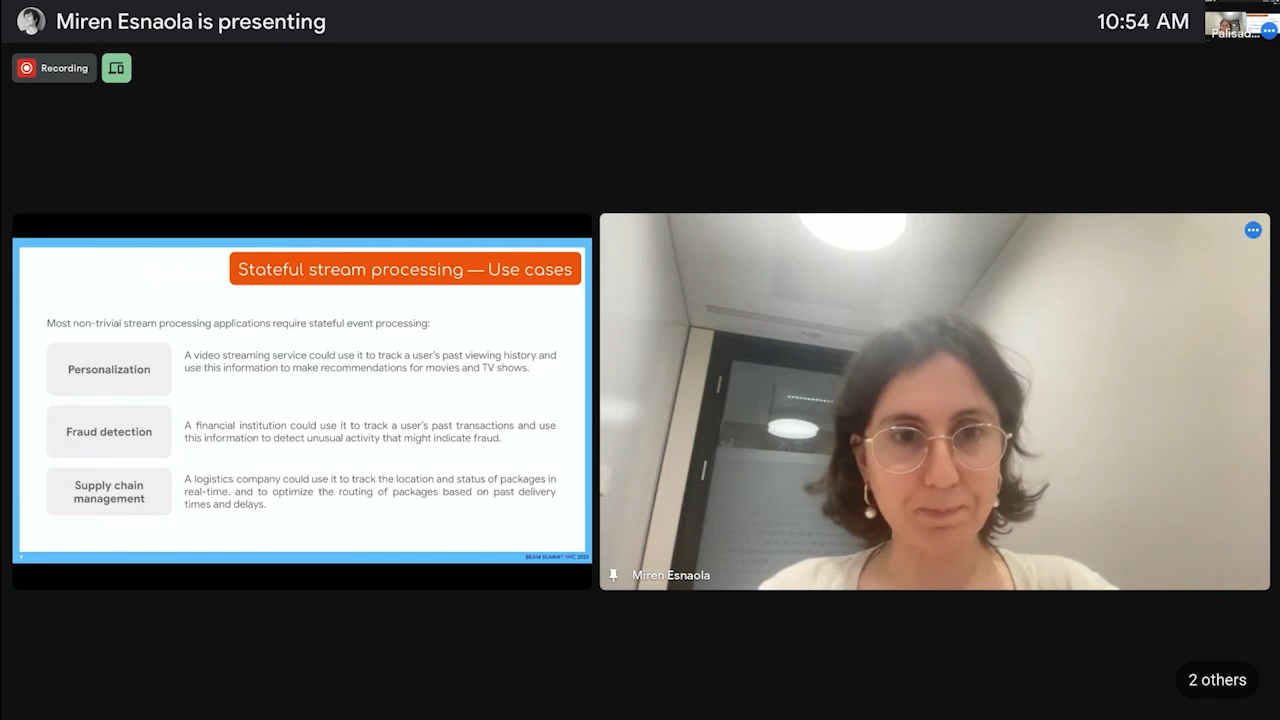 Miren Esnaola is presenting
10:54 AM
Palisad...
Recording
Stateful stream processing — Use cases
Most non-trivial stream processing applications require stateful event processing:
Personalization
A video streaming service could use it to track a user's past viewing history and
use this information to make recommendations for movies and TV shows.
Fraud detection
A financial institution could use it to track a user's past transactions and use
this information to detect unusual activity that might indicate fraud.
Supply chain
management
A logistics company could use it to track the location and status of packages in
real-time, and to optimize the routing of packages based on past delivery
times and delays.
BEAM SUMMIT NYC 2023
Miren Esnaola
2 others